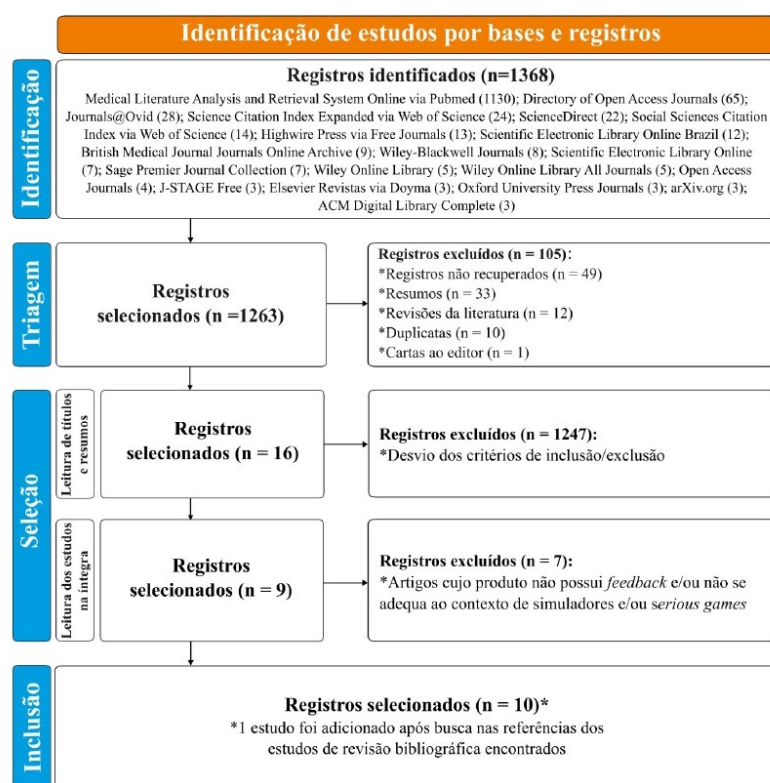 Identificação de estudos por bases e registros
Identificação
Registros identificados (n=1368)
Medical Literature Analysis and Retrieval System Online via Pubmed (1130); Directory of Open Access Journals (65);
Journals@Ovid (28); Science Citation Index Expanded via Web of Science (24); ScienceDirect (22); Social Sciences Citation
Index via Web of Science (14); Highwire Press via Free Journals (13); Scientific Electronic Library Online Brazil (12);
British Medical Journal Journals Online Archive (9); Wiley-Blackwell Journals (8); Scientific Electronic Library Online
(7); Sage Premier Journal Collection (7); Wiley Online Library (5); Wiley Online Library All Journals (5); Open Access
Journals (4); J-STAGE Free (3); Elsevier Revistas via Doyma (3); Oxford University Press Journals (3); arXiv.org (3);
ACM Digital Library Complete (3)
Triagem
Registros
selecionados (n =1263)
Registros excluídos (n = 105):
*Registros não recuperados (n = 49)
*Resumos (n = 33)
*Revisões da literatura (n = 12)
*Duplicatas (n = 10)
*Cartas ao editor (n = 1)
Seleção
Leitura de títulos
e resumos
Registros
selecionados (n = 16)
Registros excluídos (n = 1247):
*Desvio dos critérios de inclusão/exclusão
Leitura dos estudos
na íntegra
Registros
selecionados (n = 9)
Registros excluídos (n = 7):
*Artigos cujo produto não possui feedback e/ou não se
adequa ao contexto de simuladores e/ou serious games
Inclusão
Registros selecionados (n = 10)*
*1 estudo foi adicionado após busca nas referências dos
estudos de revisão bibliográfica encontrados